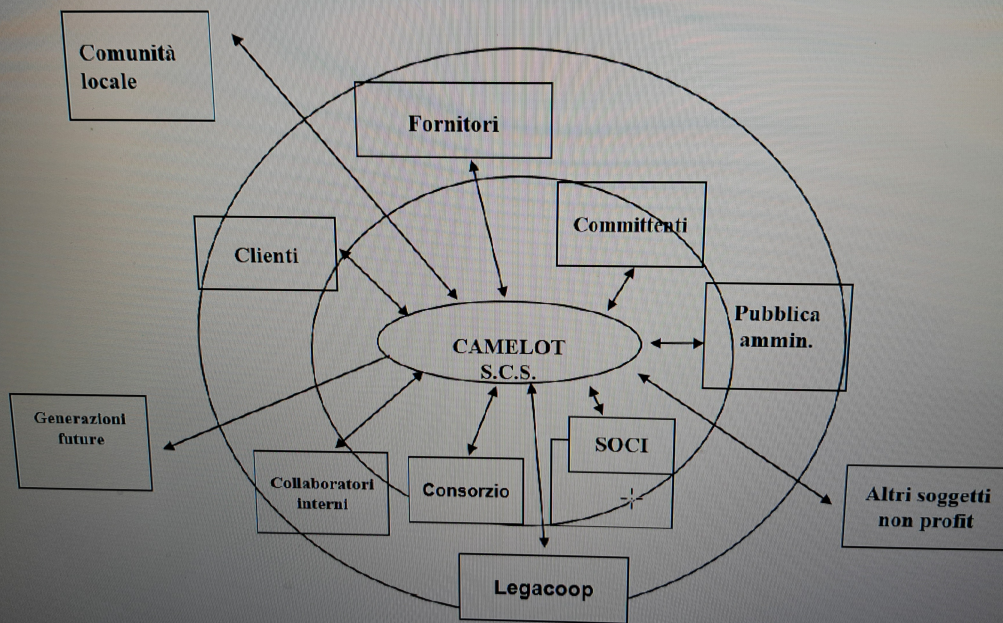 Comunità
locale
Fornitori
Committenti
Clienti
Pubblica
ammin.
CAMELOT
S.C.S.
Generazioni
future
SOCI
Collaboratori
interni
Consorzio
Altri soggetti
non profit
Legacoop